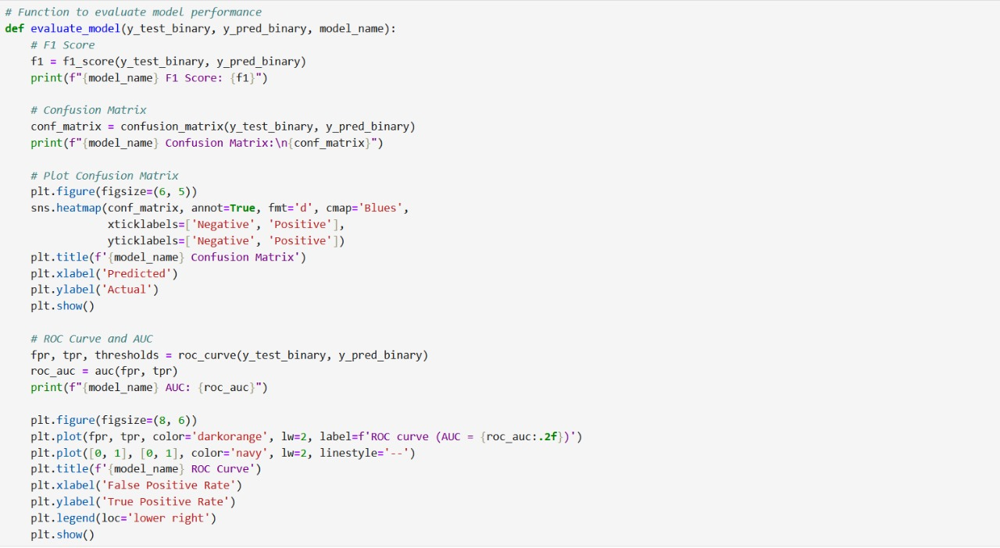 # Function to evaluate model performance
def evaluate_model(y_test_binary, y_pred_binary, model_name):
    # F1 Score
    f1 = f1_score(y_test_binary, y_pred_binary)
    print(f"{model_name} F1 Score: {f1}")

    # Confusion Matrix
    conf_matrix = confusion_matrix(y_test_binary, y_pred_binary)
    print(f"{model_name} Confusion Matrix:\n{conf_matrix}")

    # Plot Confusion Matrix
    plt.figure(figsize=(6, 5))
    sns.heatmap(conf_matrix, annot=True, fmt='d', cmap='Blues',
                xticklabels=['Negative', 'Positive'],
                yticklabels=['Negative', 'Positive'])
    plt.title(f'{model_name} Confusion Matrix')
    plt.xlabel('Predicted')
    plt.ylabel('Actual')
    plt.show()

    # ROC Curve and AUC
    fpr, tpr, thresholds = roc_curve(y_test_binary, y_pred_binary)
    roc_auc = auc(fpr, tpr)
    print(f"{model_name} AUC: {roc_auc}")

    plt.figure(figsize=(8, 6))
    plt.plot(fpr, tpr, color='darkorange', lw=2, label=f'ROC curve (AUC = {roc_auc:.2f})')
    plt.plot([0, 1], [0, 1], color='navy', lw=2, linestyle='--')
    plt.title(f'{model_name} ROC Curve')
    plt.xlabel('False Positive Rate')
    plt.ylabel('True Positive Rate')
    plt.legend(loc='lower right')
    plt.show()